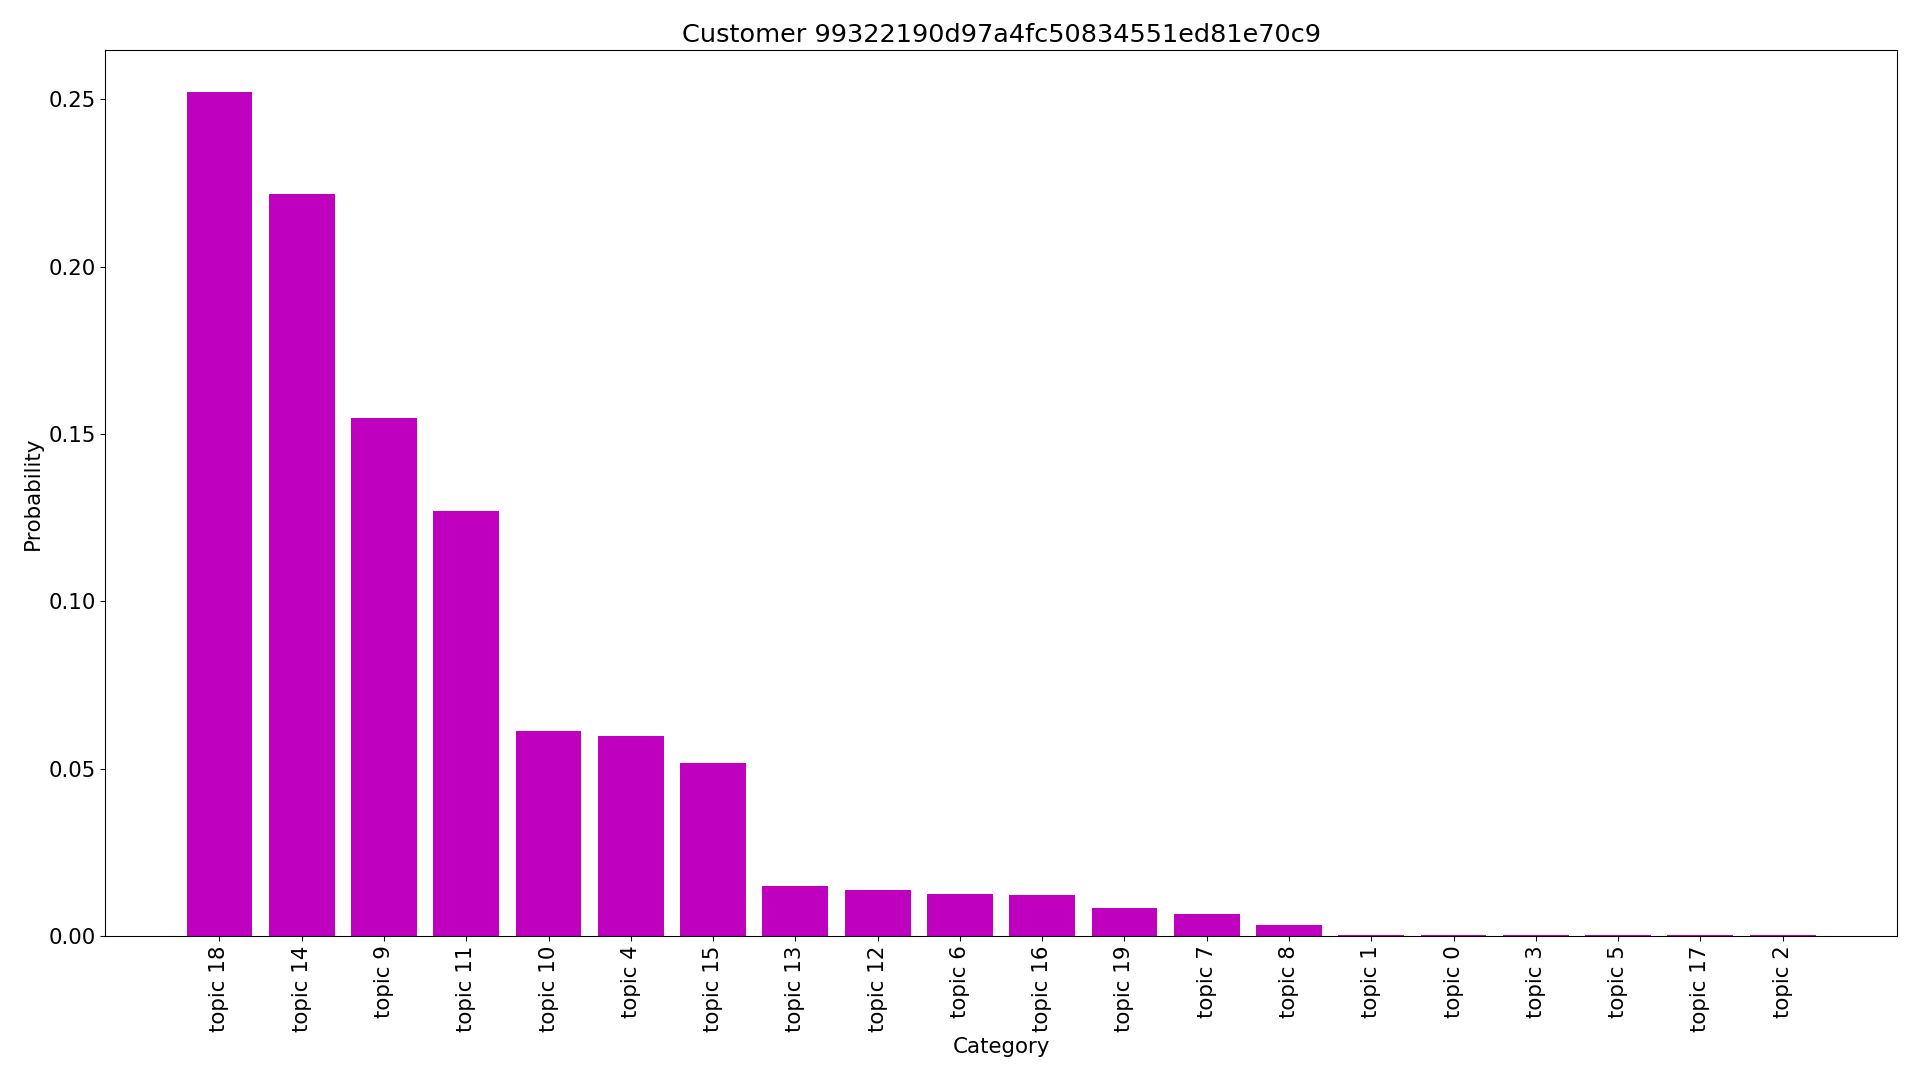 Customer 99322190d97a4fc50834551ed81e70c9
Probability
0.25
0.20
0.15
0.10
0.05
0.00
topic 18
topic 14
topic 9
topic 11
topic 10
topic 4
topic 15
topic 13
topic 12
topic 6
topic 16
topic 19
topic 7
topic 8
topic 1
topic 0
topic 3
topic 5
topic 17
topic 2
Category